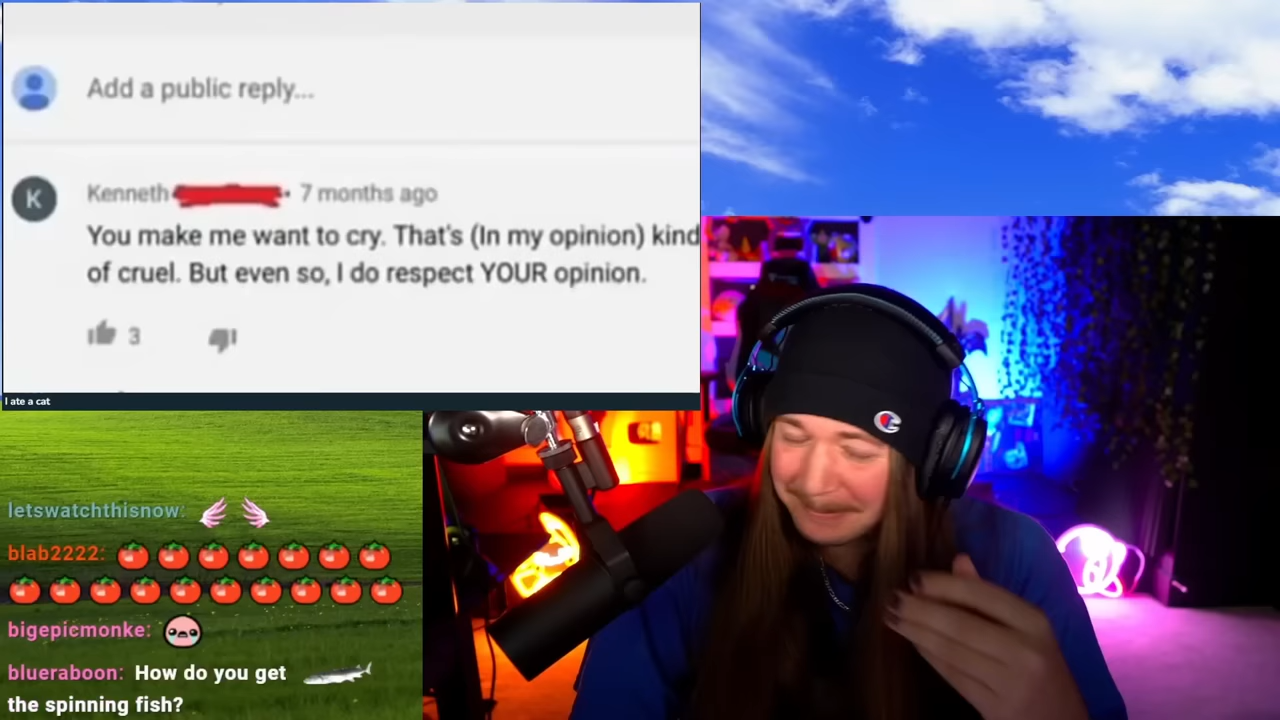 Add a public reply...
K
Kenneth 7 months ago
You make me want to cry. That's (In my opinion) kind
of cruel. But even so, I do respect YOUR opinion.
3
I ate a cat
letswatchthisnow:
blab2222:
bigepicmonke:
blueraboon: How do you get
the spinning fish?
C